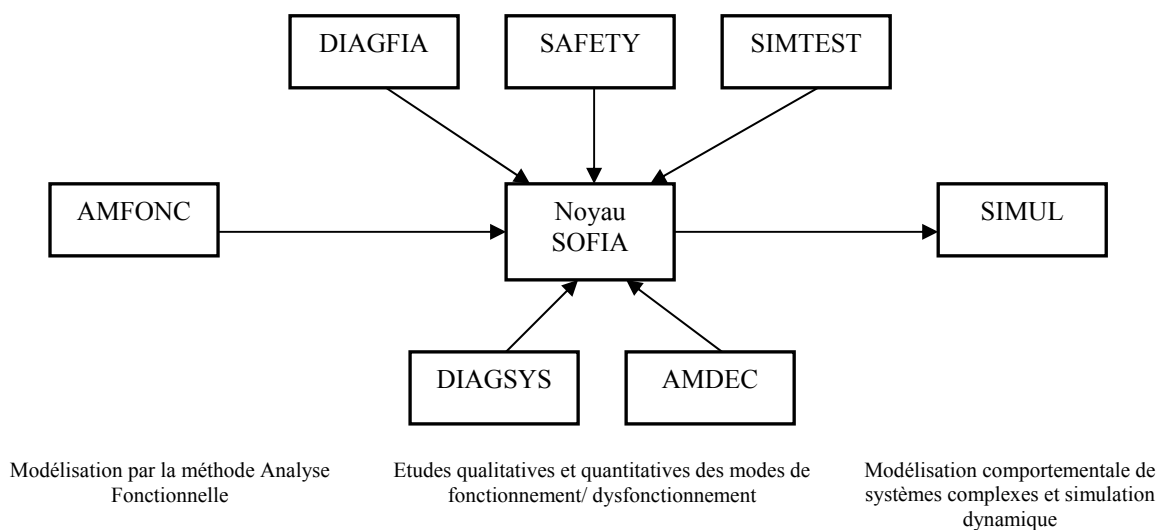 DIAGFIA
SAFETY
SIMTEST
AMFONC
Noyau
SOFIA
SIMUL
DIAGSYS
AMDEC
Modélisation par la méthode Analyse
Fonctionnelle
Etudes qualitatives et quantitatives des modes de
fonctionnement/ dysfonctionnement
Modélisation comportementale de
systèmes complexes et simulation
dynamique